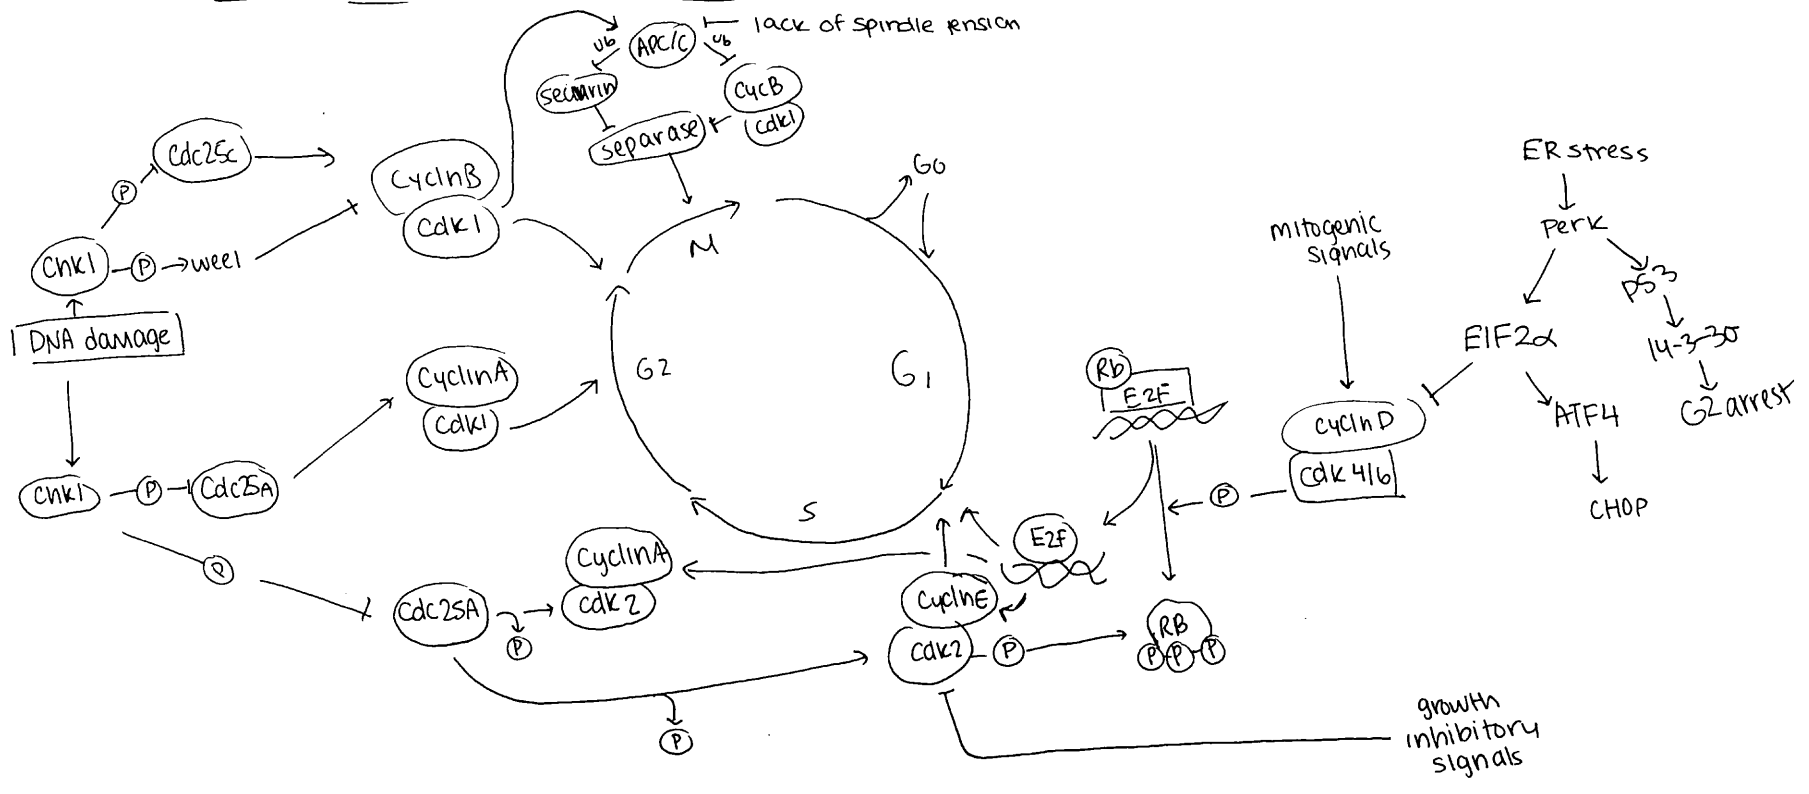 lack of spindle tension
ub
APC/C
ub
securin
CycB
cdk1
separase
Cdc25c
P
CyclnB
Cdk1
Chk1
P
wee1
DNA damage
G0
M
G2
G1
S
CyclinA
Cdk1
Chk1
P
Cdc25A
P
CyclinA
cdk2
Cdc25A
P
P
CyclnE
Cdk2
P
E2f
RB
P
P
P
Rb
E2F
mitogenic
signals
cyclnD
Cdk 4/6
P
ER stress
Perk
P53
EIF2α
14-3-3σ
G2 arrest
ATF4
CHOP
growth
inhibitory
signals